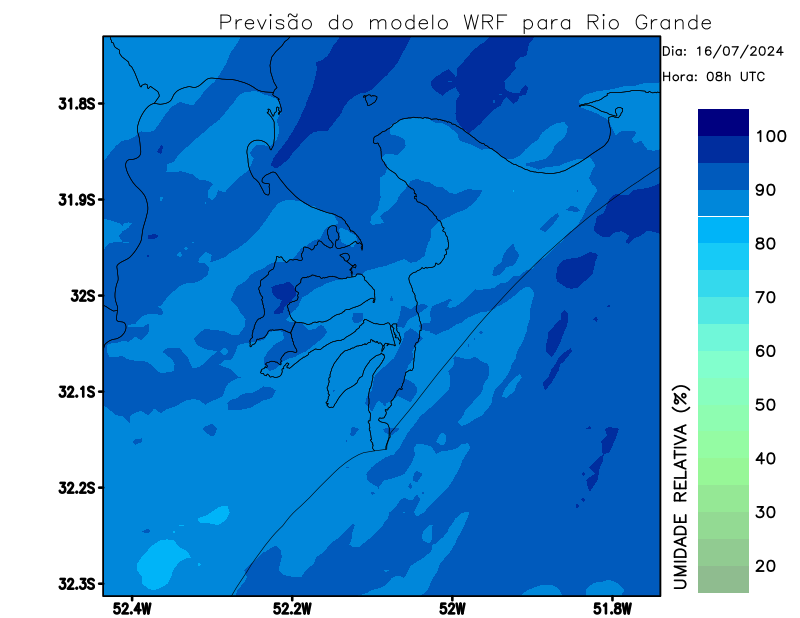 Previsão do modelo WRF para Rio Grande
Dia: 16/07/2024
Hora: 08h UTC
31.8S
31.9S
32S
32.1S
32.2S
32.3S
52.4W
52.2W
52W
51.8W
100
90
80
70
60
50
40
30
20
UMIDADE RELATIVA (%)